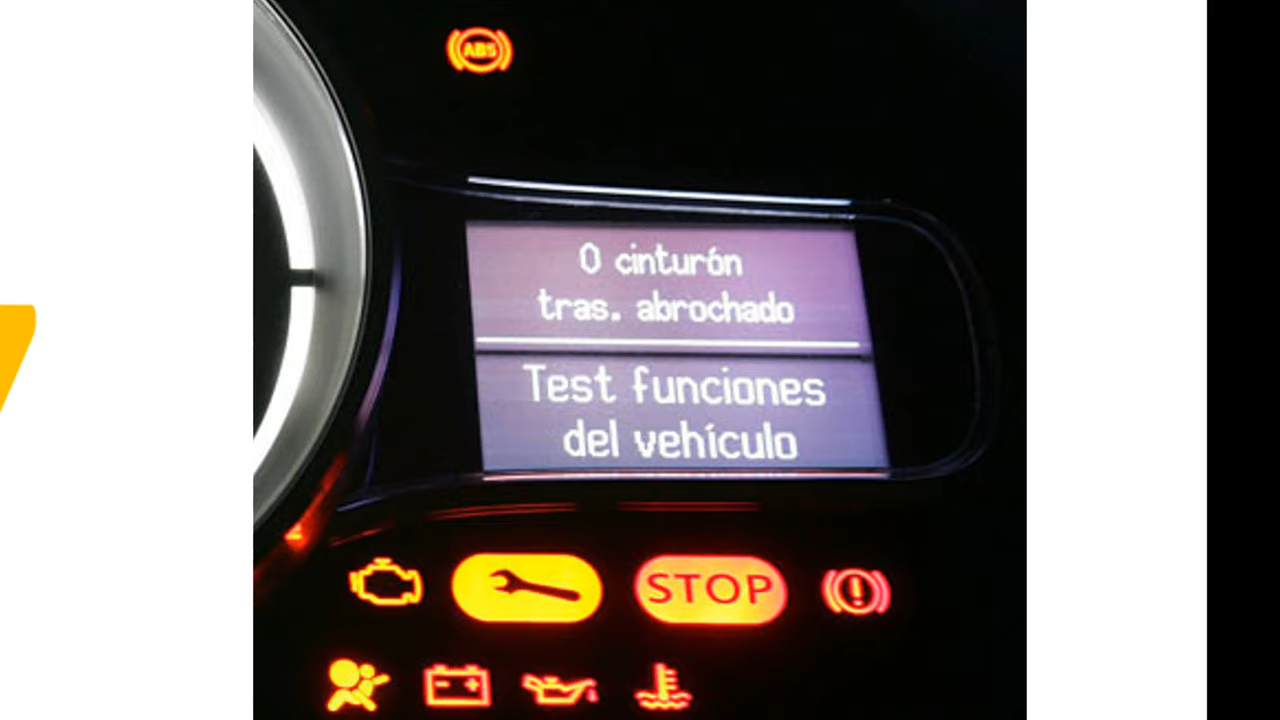 ABS
0 cinturón
tras. abrochado
Test funciones
del vehículo
STOP